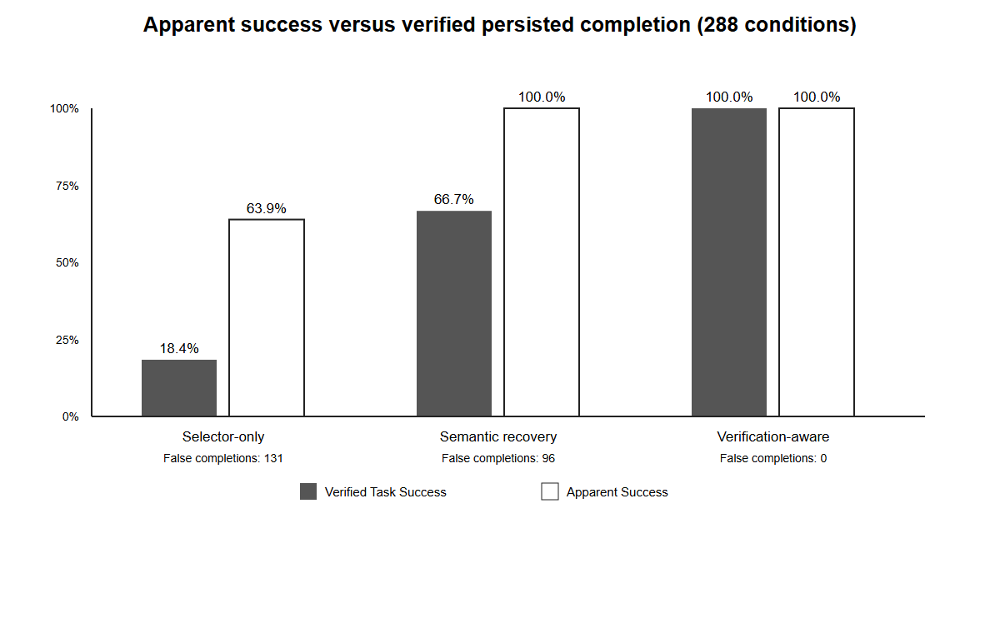 Apparent success versus verified persisted completion (288 conditions)
100.0%
100.0%
100.0%
100%
75%
63.9%
66.7%
50%
25%
18.4%
0%
Selector-only
Semantic recovery
Verification-aware
False completions: 131
False completions: 96
False completions: 0
Verified Task Success
Apparent Success